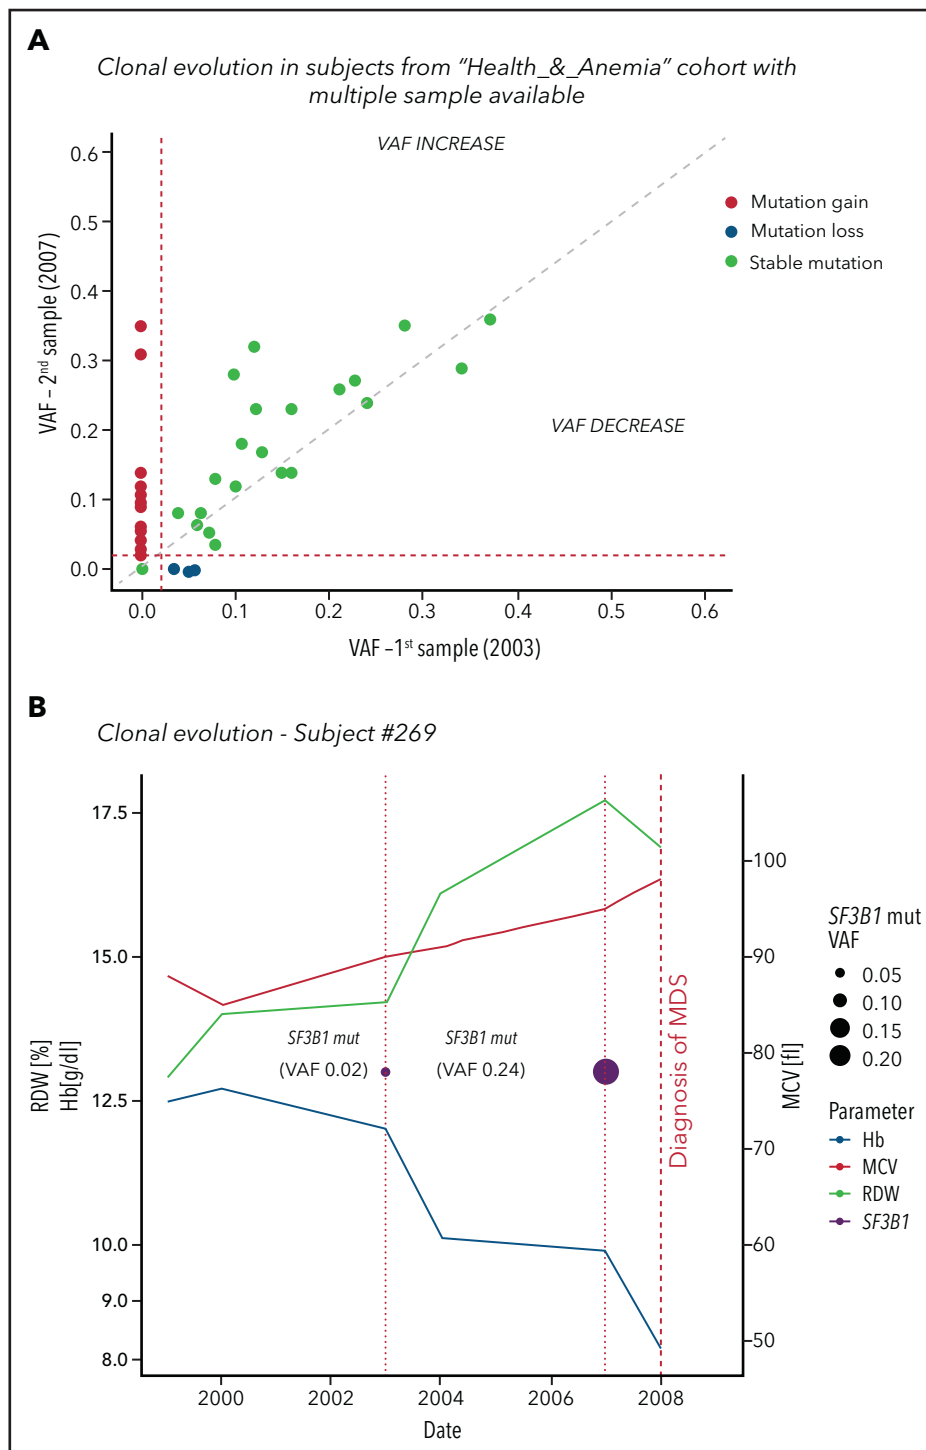 A
Clonal evolution in subjects from "Health_&_Anemia" cohort with
multiple sample available
VAF INCREASE
VAF DECREASE
0.6
0.5
0.4
0.3
0.2
0.1
0.0
VAF – 2nd sample (2007)
0.0 0.1 0.2 0.3 0.4 0.5 0.6
VAF –1st sample (2003)
Mutation gain
Mutation loss
Stable mutation
B
Clonal evolution - Subject #269
17.5
15.0
12.5
10.0
9.0
8.0
RDW [%]
Hb[g/dl]
SF3B1 mut
(VAF 0.02)
SF3B1 mut
(VAF 0.24)
Diagnosis of MDS
100
90
80
70
60
50
MCV [fl]
2000 2002 2004 2006 2008
Date
SF3B1 mut
VAF
0.05
0.10
0.15
0.20
Parameter
Hb
MCV
RDW
SF3B1